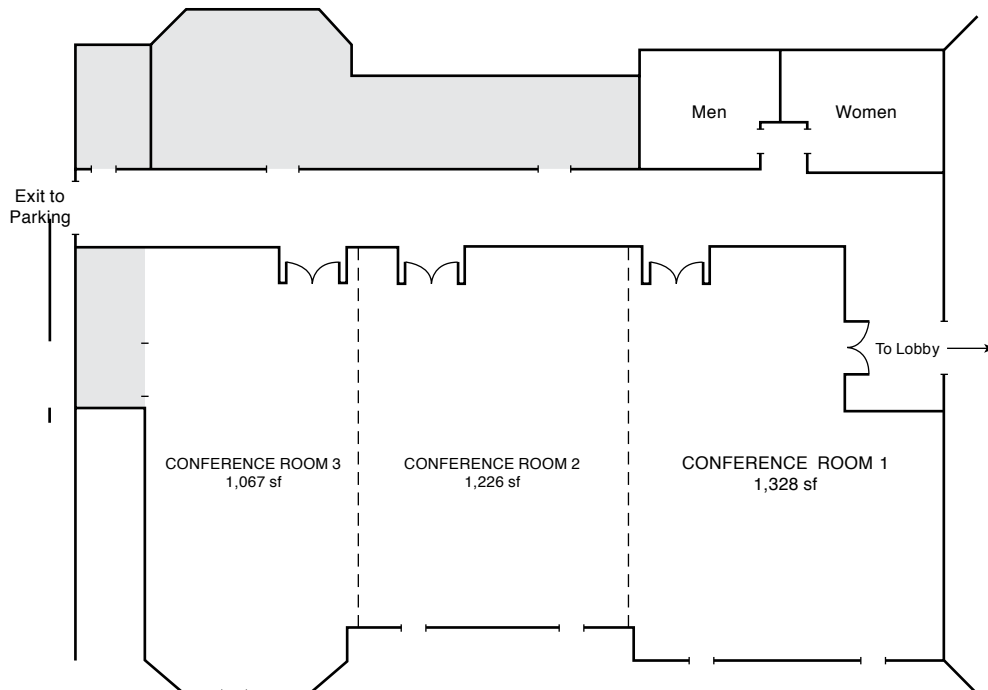 Men
Women
Exit to
Parking
To Lobby
CONFERENCE ROOM 3
1,067 sf
CONFERENCE ROOM 2
1,226 sf
CONFERENCE ROOM 1
1,328 sf